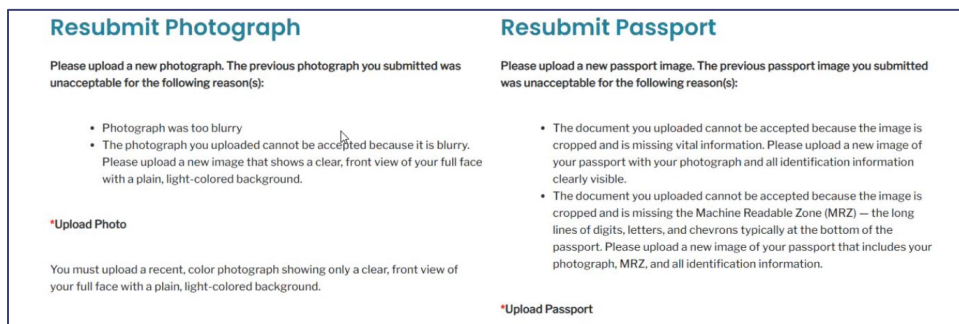 Resubmit Photograph
Please upload a new photograph. The previous photograph you submitted was
unacceptable for the following reason(s):
• Photograph was too blurry
• The photograph you uploaded cannot be accepted because it is blurry.
Please upload a new image that shows a clear, front view of your full face
with a plain, light-colored background.
*Upload Photo
You must upload a recent, color photograph showing only a clear, front view of
your full face with a plain, light-colored background.
Resubmit Passport
Please upload a new passport image. The previous passport image you submitted
was unacceptable for the following reason(s):
• The document you uploaded cannot be accepted because the image is
cropped and is missing vital information. Please upload a new image of
your passport with your photograph and all identification information
clearly visible.
• The document you uploaded cannot be accepted because the image is
cropped and is missing the Machine Readable Zone (MRZ) — the long
lines of digits, letters, and chevrons typically at the bottom of the
passport. Please upload a new image of your passport that includes your
photograph, MRZ, and all identification information.
*Upload Passport